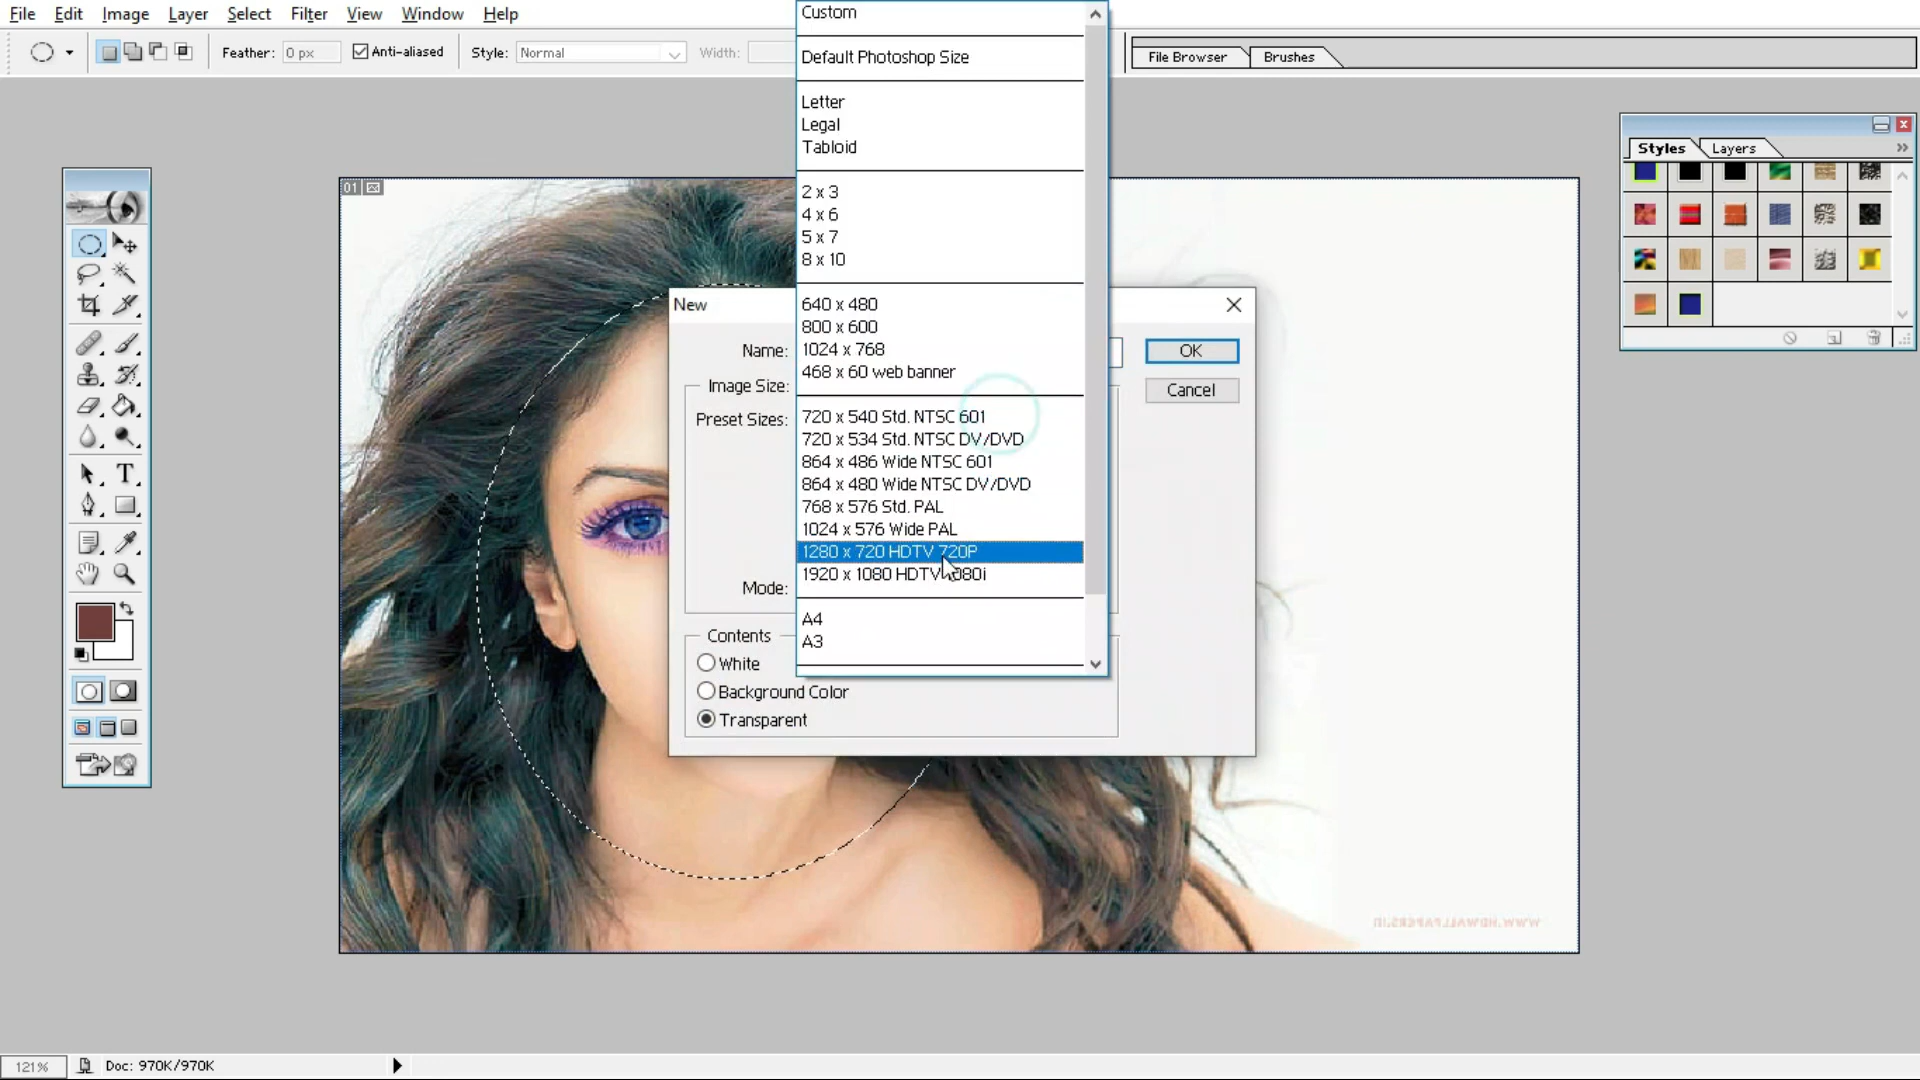 File Edit Image Layer Select Filter View Window Help
Feather: 0 px Anti-aliased Style: Normal Width:
File Browser Brushes
Custom
Default Photoshop Size
Letter
Legal
Tabloid
2 x 3
4 x 6
5 x 7
8 x 10
640 x 480
800 x 600
1024 x 768
468 x 60 web banner
720 x 540 Std. NTSC 601
720 x 534 Std. NTSC DV/DVD
864 x 486 Wide NTSC 601
864 x 480 Wide NTSC DV/DVD
768 x 576 Std. PAL
1024 x 576 Wide PAL
1280 x 720 HDTV 720P
1920 x 1080 HDTV 1080i
A4
A3
Styles Layers
01
New
Name:
OK
Image Size:
Cancel
Preset Sizes:
Mode:
Contents
White
Background Color
Transparent
T
WWW.HDWALLPAPERS.IN
121% Doc: 970K/970K